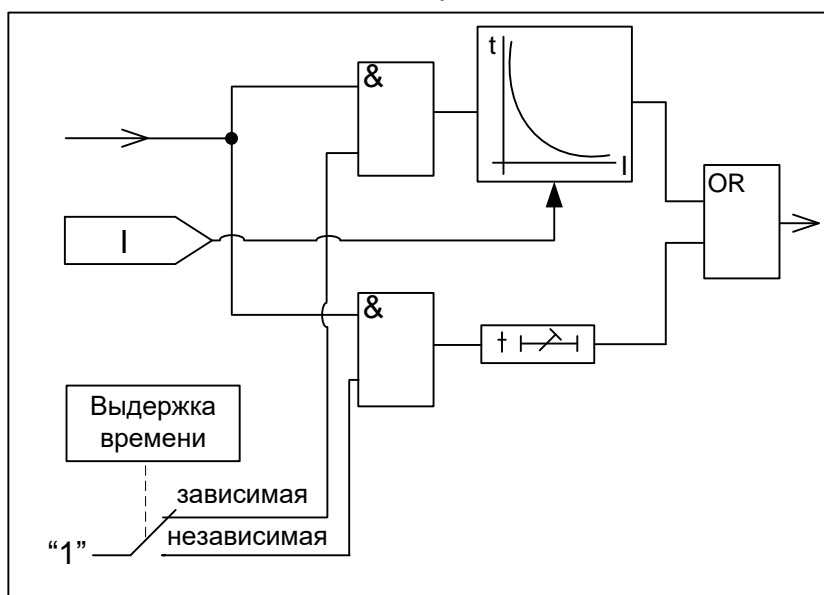 &
t
I
OR
I
&
t
Выдержка
времени
зависимая
независимая
“1”